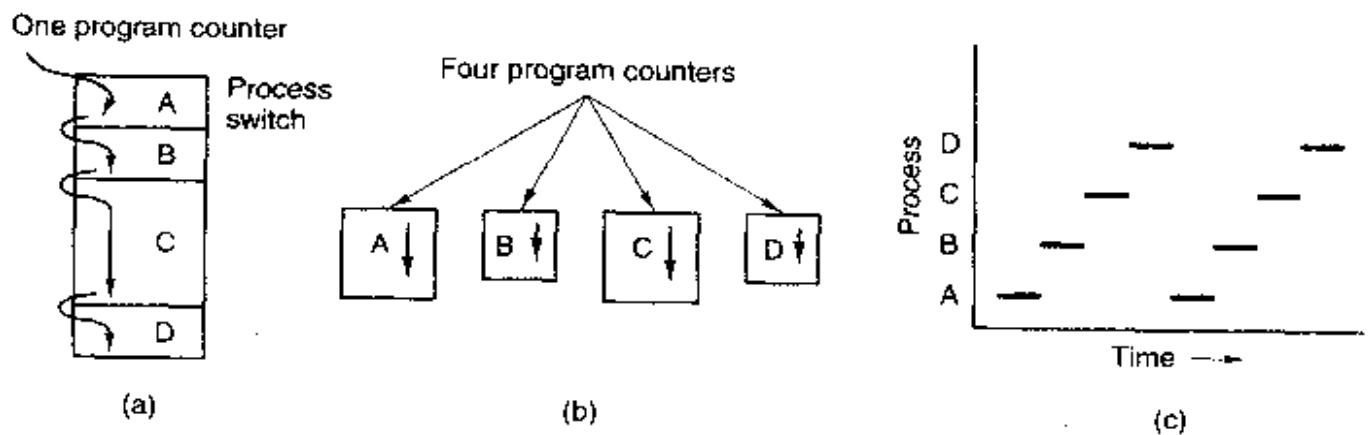 One program counter
A
Process
switch
B
C
D
(a)
Four program counters
A
B
C
D
(b)
Process
D
C
B
A
Time
(c)